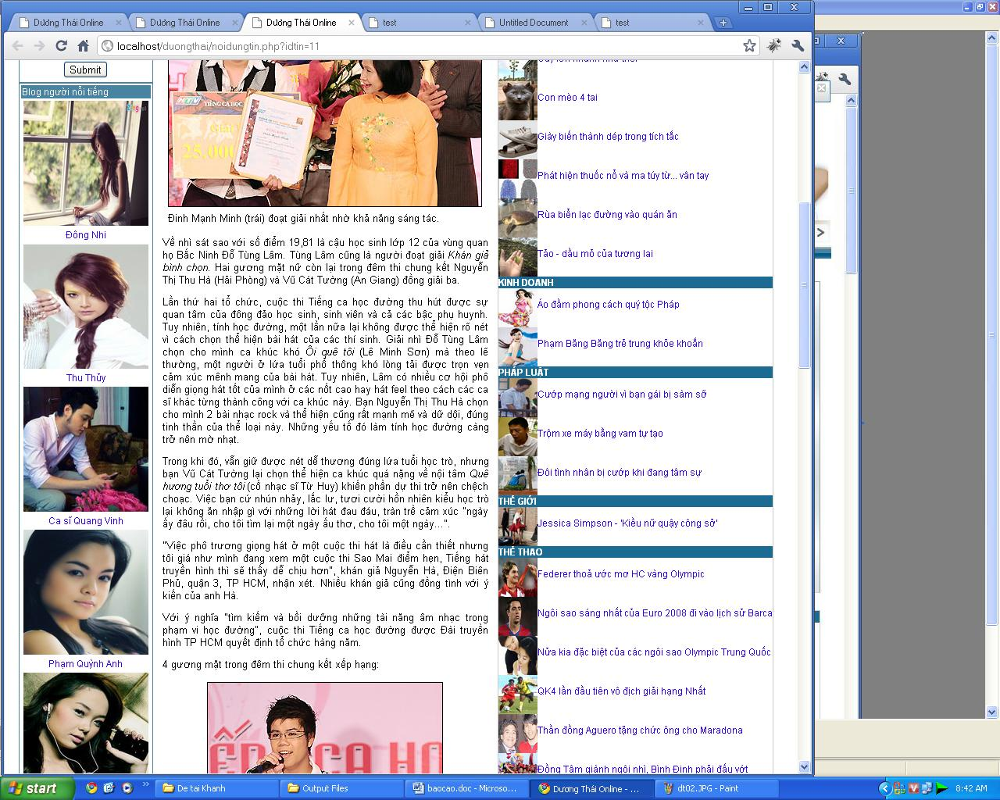 Dương Thái Online
Dương Thái Online
Dương Thái Online
test
Untitled Document
test
localhost/duongthai/noidungtin.php?idtin=11
Submit
Blog người nổi tiếng
Đông Nhi
Thu Thủy
Ca sĩ Quang Vinh
Phạm Quỳnh Anh
HTV TIẾNG CA HỌC
25.000
Đinh Mạnh Minh (trái) đoạt giải nhất nhờ khả năng sáng tác.
Về nhì sát sao với số điểm 19,81 là cậu học sinh lớp 12 của vùng quan
họ Bắc Ninh Đỗ Tùng Lâm. Tùng Lâm cũng là người đoạt giải Khán giả
bình chọn. Hai gương mặt nữ còn lại trong đêm thi chung kết Nguyễn
Thị Thu Hà (Hải Phòng) và Vũ Cát Tường (An Giang) đồng giải ba.
Lần thứ hai tổ chức, cuộc thi Tiếng ca học đường thu hút được sự
quan tâm của đông đảo học sinh, sinh viên và cả các bậc phụ huynh.
Tuy nhiên, tính học đường, một lần nữa lại không được thể hiện rõ nét
vì cách chọn thể hiện bài hát của các thí sinh. Giải nhì Đỗ Tùng Lâm
chọn cho mình ca khúc khó Ôi quê tôi (Lê Minh Sơn) mà theo lẽ
thường, một người ở lứa tuổi phổ thông khó lòng tải được trọn vẹn
cảm xúc mênh mang của bài hát. Tuy nhiên, Lâm có nhiều cơ hội phô
diễn giọng hát tốt của mình ở các nốt cao hay hát feel theo cách các ca
sĩ khác từng thành công với ca khúc này. Bạn Nguyễn Thị Thu Hà chọn
cho mình 2 bài nhạc rock và thể hiện cũng rất mạnh mẽ và dữ dội, đúng
tinh thần của thể loại này. Những yếu tố đó làm tính học đường càng
trở nên mờ nhạt.
Trong khi đó, vẫn giữ được nét dễ thương đúng lứa tuổi học trò, nhưng
bạn Vũ Cát Tường lại chọn thể hiện ca khúc quá nặng về nội tâm Quê
hương tuổi thơ tôi (cố nhạc sĩ Từ Huy) khiến phần dự thi trở nên chệch
choạc. Việc bạn cứ nhún nhảy, lắc lư, tươi cười hồn nhiên kiểu học trò
lại không ăn nhập gì với những lời hát đau đáu, tràn trề cảm xúc "ngày
ấy đâu rồi, cho tôi tìm lại một ngày ấu thơ, cho tôi một ngày...".
"Việc phô trương giọng hát ở một cuộc thi hát là điều cần thiết nhưng
tôi giá như mình đang xem một cuộc thi Sao Mai điểm hẹn, Tiếng hát
truyền hình thì sẽ thấy dễ chịu hơn", khán giả Nguyễn Hà, Điện Biên
Phủ, quận 3, TP HCM, nhận xét. Nhiều khán giả cũng đồng tình với ý
kiến của anh Hà.
Với ý nghĩa "tìm kiếm và bồi dưỡng những tài năng âm nhạc trong
phạm vi học đường", cuộc thi Tiếng ca học đường được Đài truyền
hình TP HCM quyết định tổ chức hàng năm.
4 gương mặt trong đêm thi chung kết xếp hạng:
Con mèo 4 tai
Giày biến thành dép trong tích tắc
Phát hiện thuốc nổ và ma túy từ... vân tay
Rùa biển lạc đường vào quán ăn
Tảo - dầu mỏ của tương lai
KINH DOANH
Áo đầm phong cách quý tộc Pháp
Phạm Băng Băng trẻ trung khỏe khoắn
PHÁP LUẬT
Cướp mạng người vì bạn gái bị sàm sỡ
Trộm xe máy bằng vam tự tạo
Đôi tình nhân bị cướp khi đang tâm sự
THẾ GIỚI
Jessica Simpson - 'Kiều nữ quậy công sở'
THỂ THAO
Federer thoả ước mơ HC vàng Olympic
Ngôi sao sáng nhất của Euro 2008 đi vào lịch sử Barca
Nửa kia đặc biệt của các ngôi sao Olympic Trung Quốc
QK4 lần đầu tiên vô địch giải hạng Nhất
Thần đồng Aguero tặng chức ông cho Maradona
Đồng Tâm giành ngôi nhì, Bình Định phải đấu vớt
start
De tai Khanh
Output Files
baocao.doc - Microso...
Dương Thái Online - ...
dt02.JPG - Paint
8:42 AM